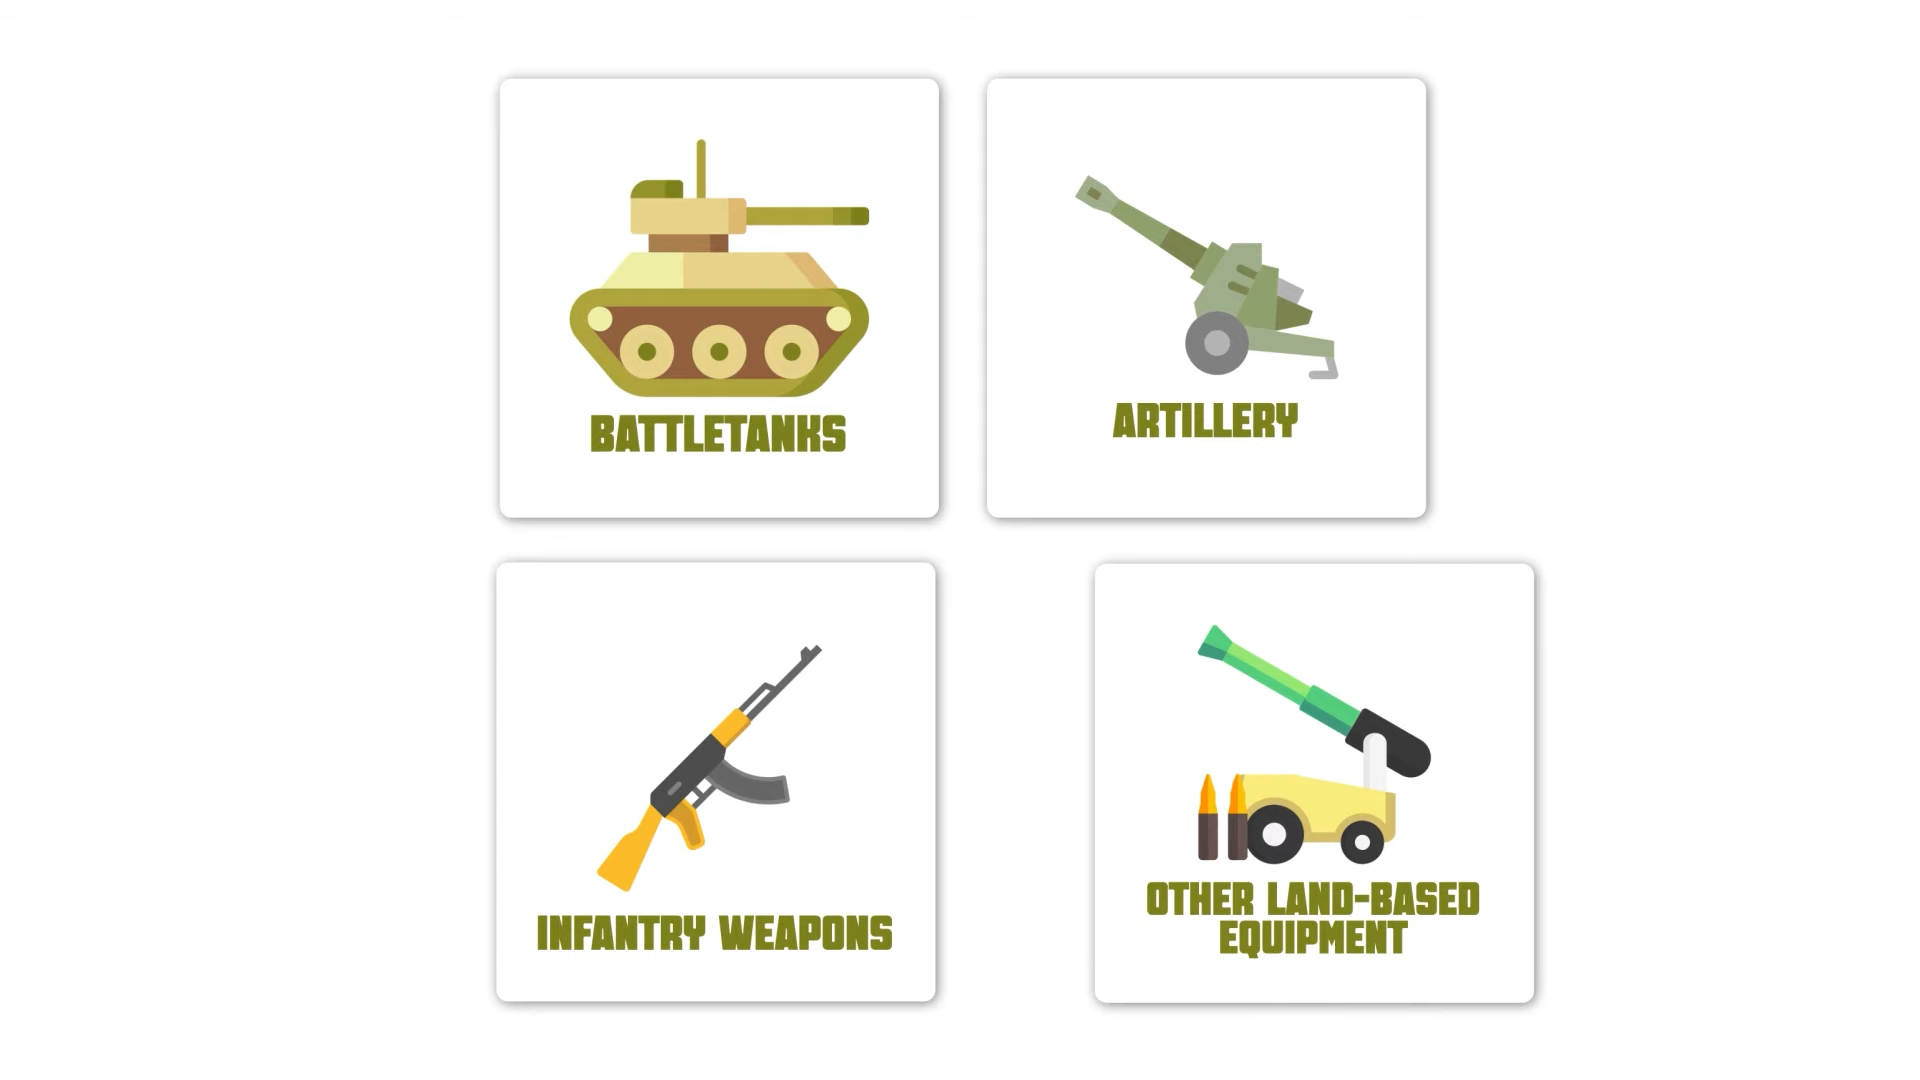 BATTLETANKS
ARTILLERY
INFANTRY WEAPONS
OTHER LAND-BASED
EQUIPMENT